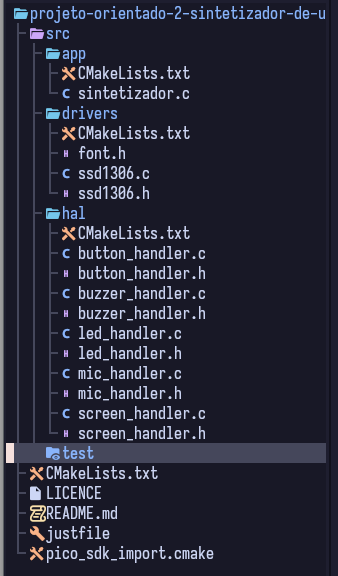 projeto-orientado-2-sintetizador-de-u
src
app
CMakeLists.txt
C sintetizador.c
drivers
CMakeLists.txt
H font.h
C ssd1306.c
H ssd1306.h
hal
CMakeLists.txt
C button_handler.c
H button_handler.h
C buzzer_handler.c
H buzzer_handler.h
C led_handler.c
H led_handler.h
C mic_handler.c
H mic_handler.h
C screen_handler.c
H screen_handler.h
test
CMakeLists.txt
LICENCE
README.md
justfile
pico_sdk_import.cmake